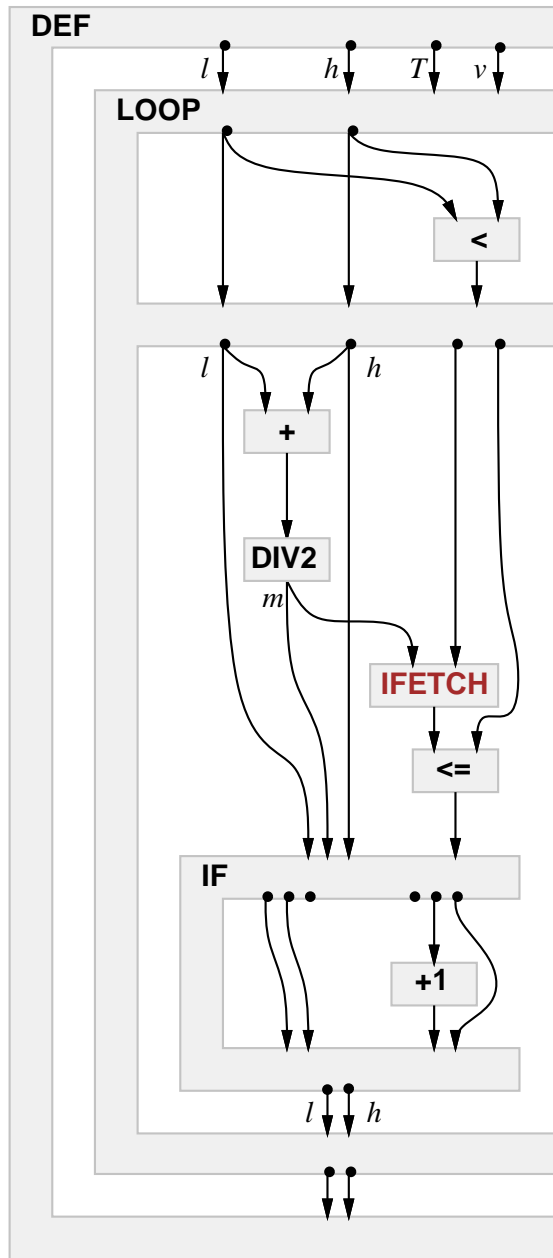 DEF
l h T v
LOOP
<
l h
+
DIV2
m
IFETCH
<=
IF
+1
l h